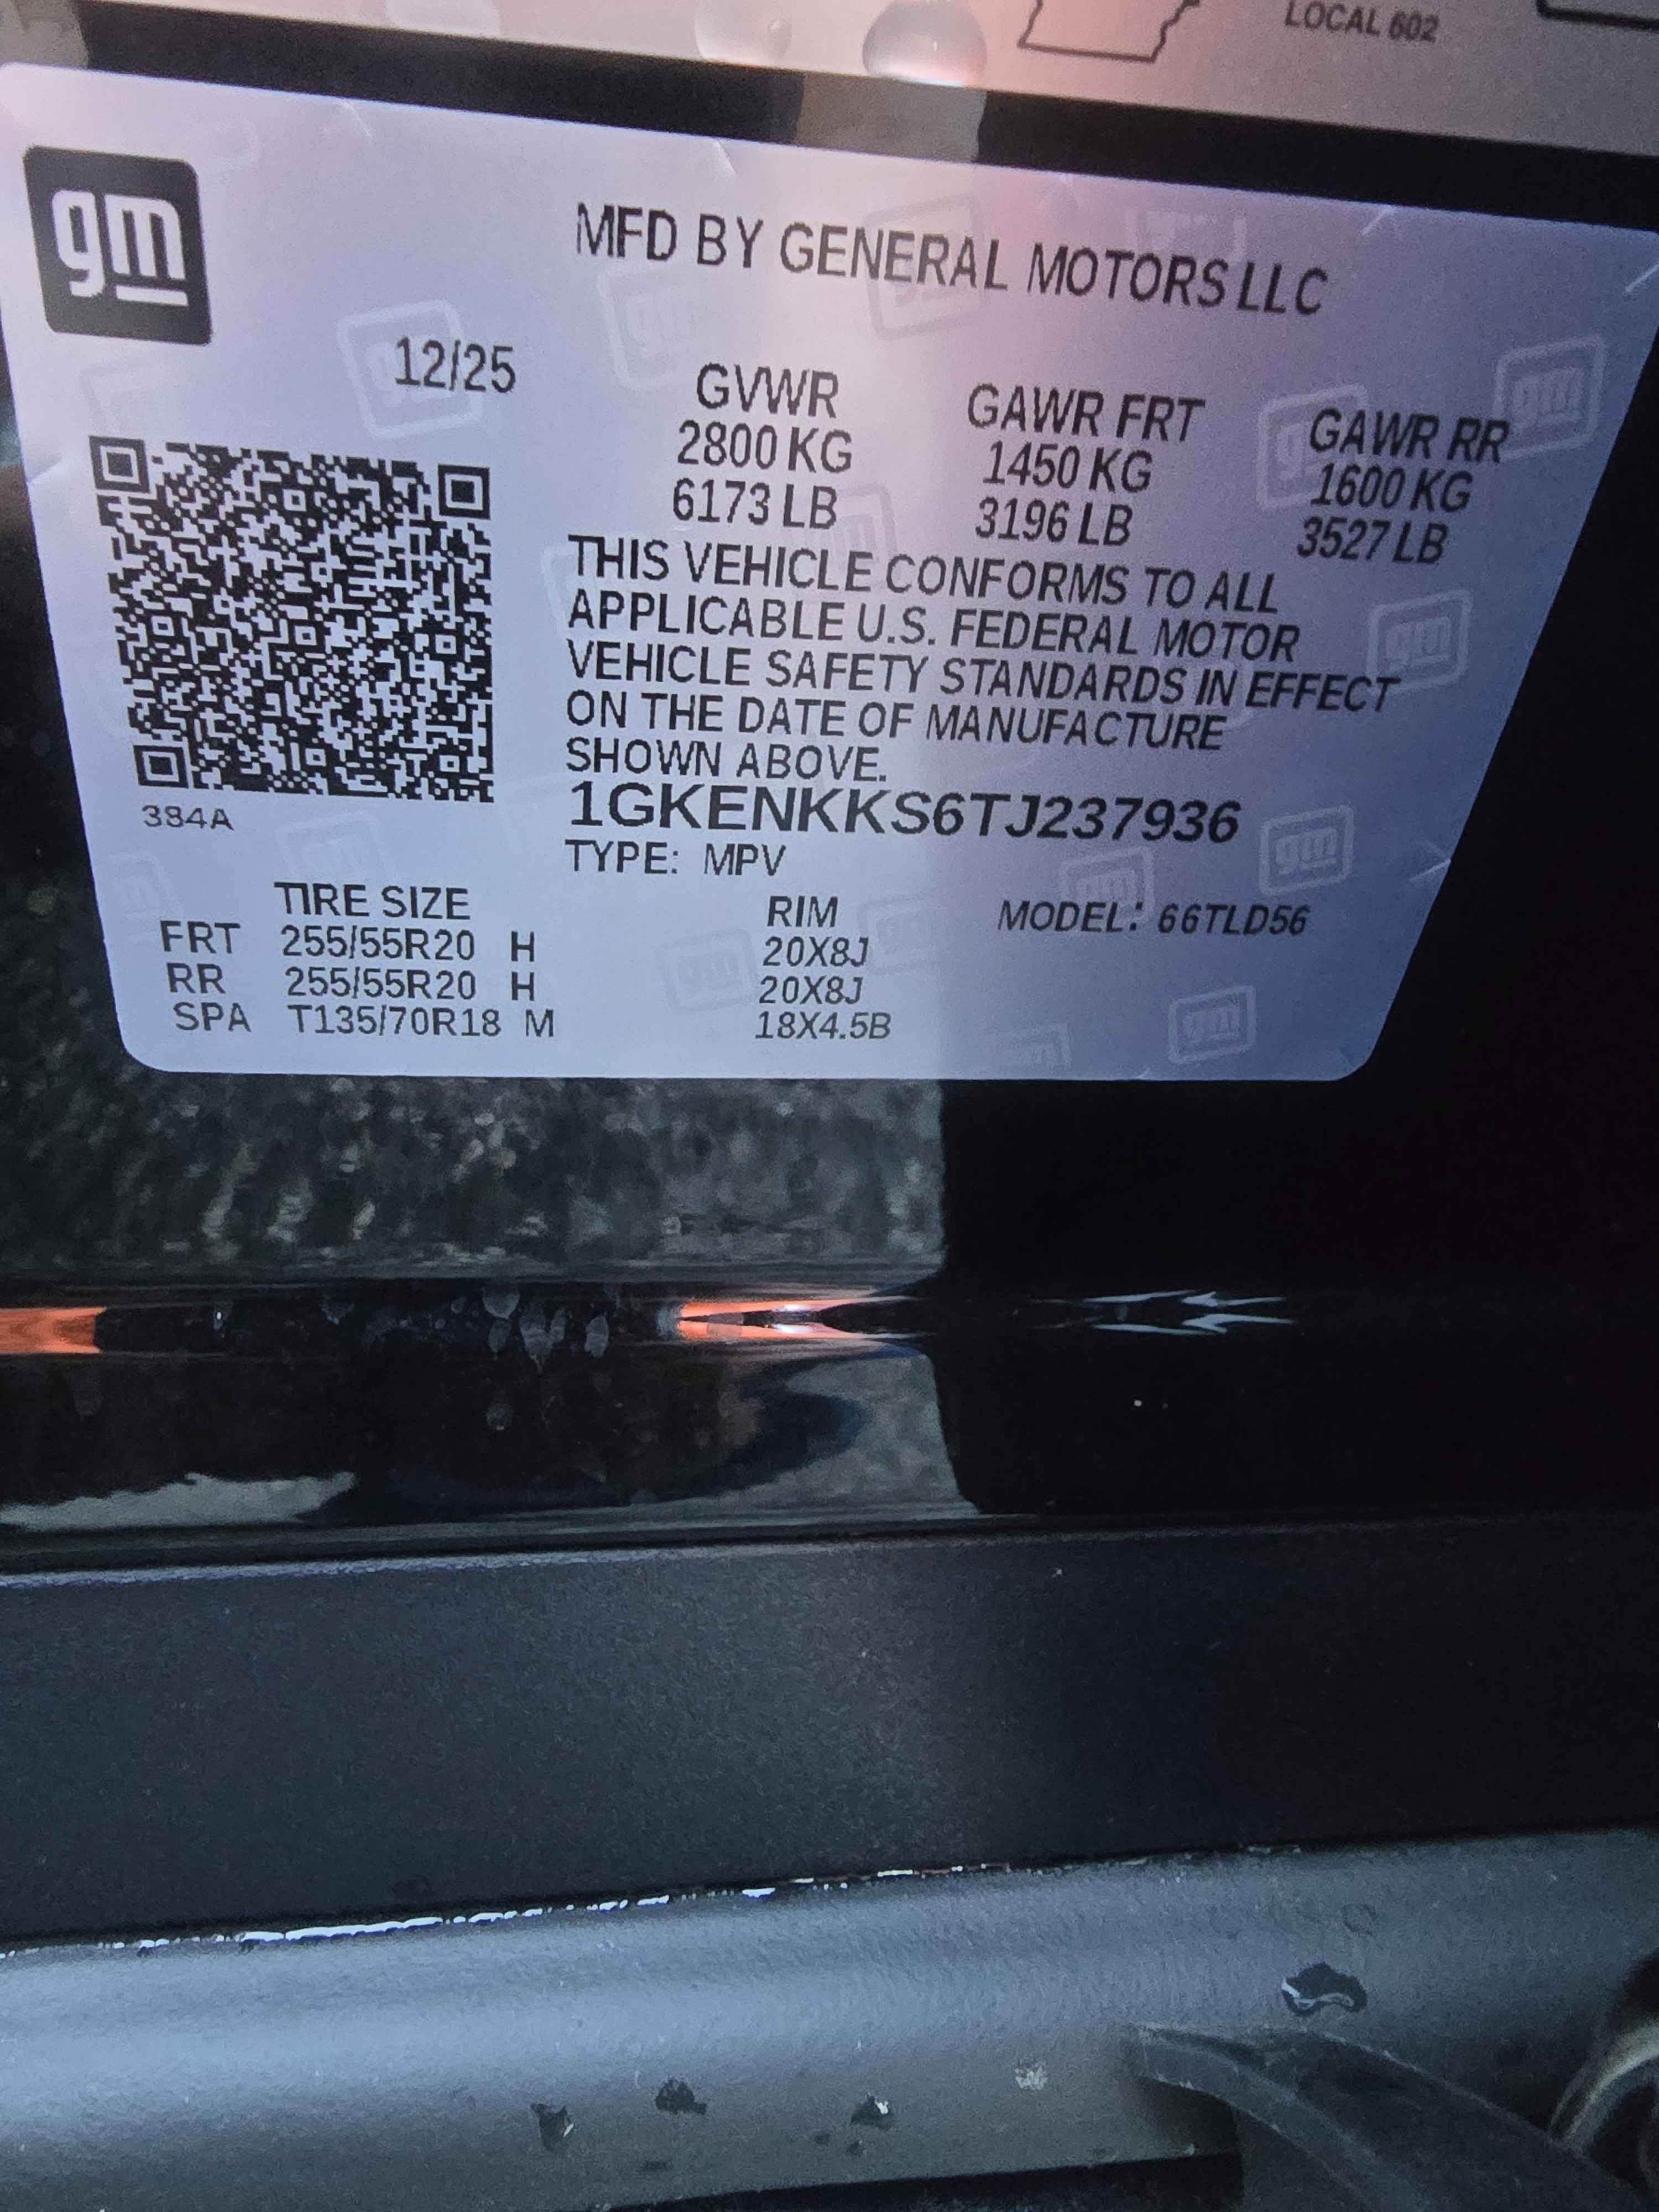 LOCAL 602
gm
MFD BY GENERAL MOTORS LLC
12/25
GVWR GAWR FRT GAWR RR
2800 KG 1450 KG 1600 KG
6173 LB 3196 LB 3527 LB
THIS VEHICLE CONFORMS TO ALL
APPLICABLE U.S. FEDERAL MOTOR
VEHICLE SAFETY STANDARDS IN EFFECT
ON THE DATE OF MANUFACTURE
SHOWN ABOVE.
384A
1GKENKKS6TJ237936
TYPE: MPV
TIRE SIZE RIM MODEL: 66TLD56
FRT 255/55R20 H 20X8J
RR 255/55R20 H 20X8J
SPA T135/70R18 M 18X4.5B